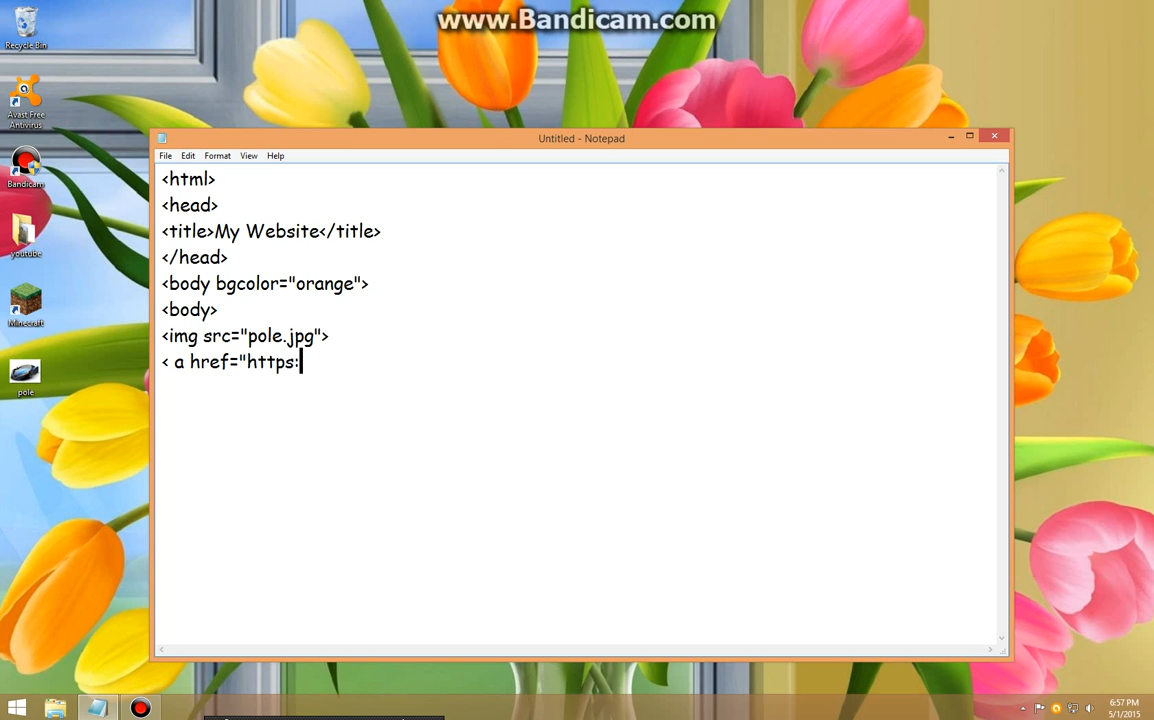 www.Bandicam.com
Recycle Bin
Avast Free
Antivirus
Bandicam
youtube
Minecraft
pole
Untitled - Notepad
File Edit Format View Help
<html>
<head>
<title>My Website</title>
</head>
<body bgcolor="orange">
<body>
<img src="pole.jpg">
< a href="https:
6:57 PM
5/1/2015